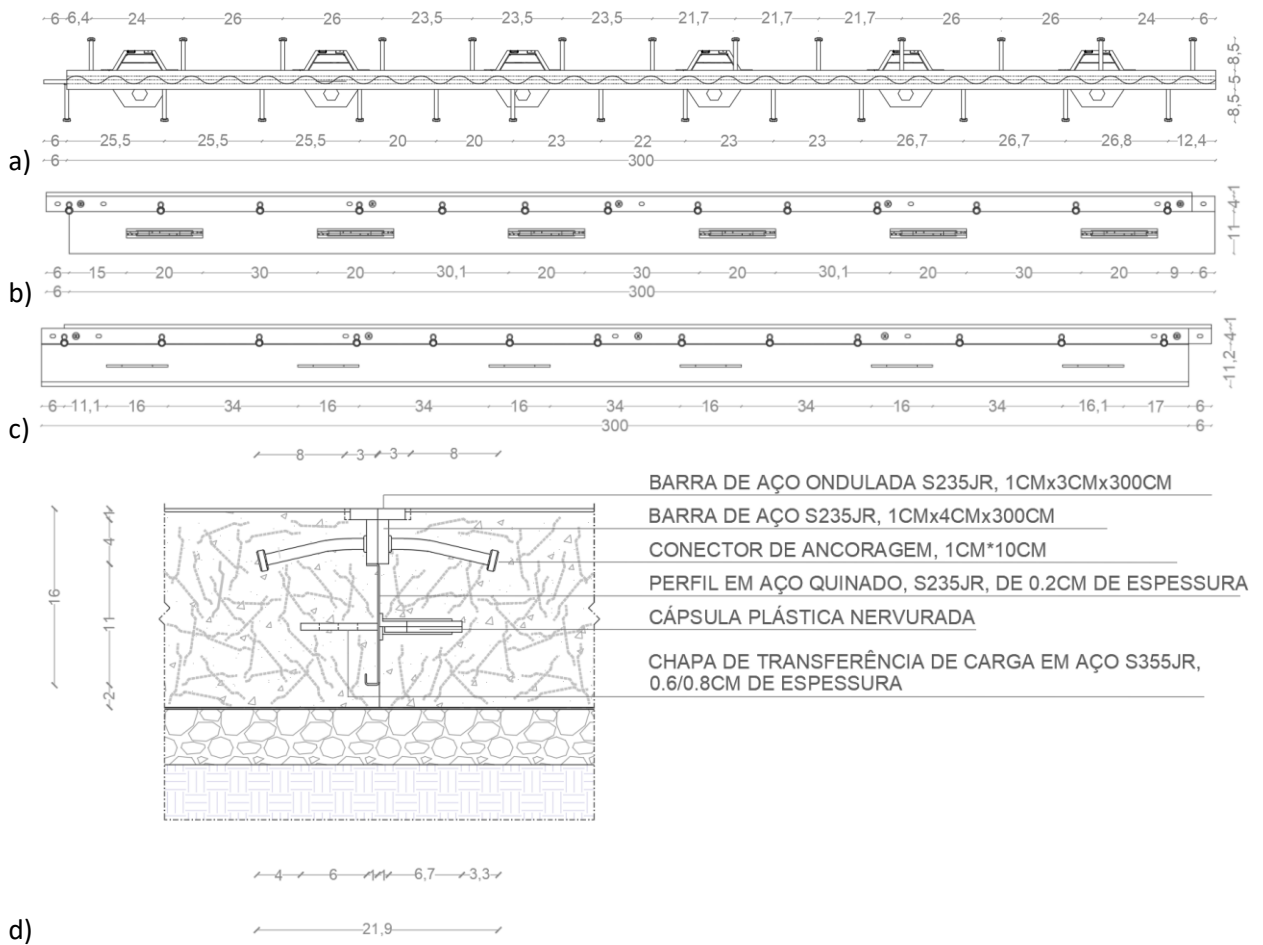 6 6,4 24 26 26 23,5 23,5 23,5 21,7 21,7 21,7 26 26 24 6
8,5 5 8,5
6 25,5 25,5 25,5 20 20 23 22 23 23 26,7 26,7 26,8 12,4
a)
6 300
11 4 1
6 15 20 30 20 30,1 20 30 20 30,1 20 30 20 9 6
b)
6 300
11,2 4 1
6 11,1 16 34 16 34 16 34 16 34 16 34 16,1 17 6
c)
300 6
8 3 3 8
BARRA DE AÇO ONDULADA S235JR, 1CMx3CMx300CM
BARRA DE AÇO S235JR, 1CMx4CMx300CM
4
CONECTOR DE ANCORAGEM, 1CM*10CM
PERFIL EM AÇO QUINADO, S235JR, DE 0.2CM DE ESPESSURA
16
CÁPSULA PLÁSTICA NERVURADA
11
CHAPA DE TRANSFERÊNCIA DE CARGA EM AÇO S355JR,
0.6/0.8CM DE ESPESSURA
2
4 6 1 1 6,7 3,3
21,9
d)